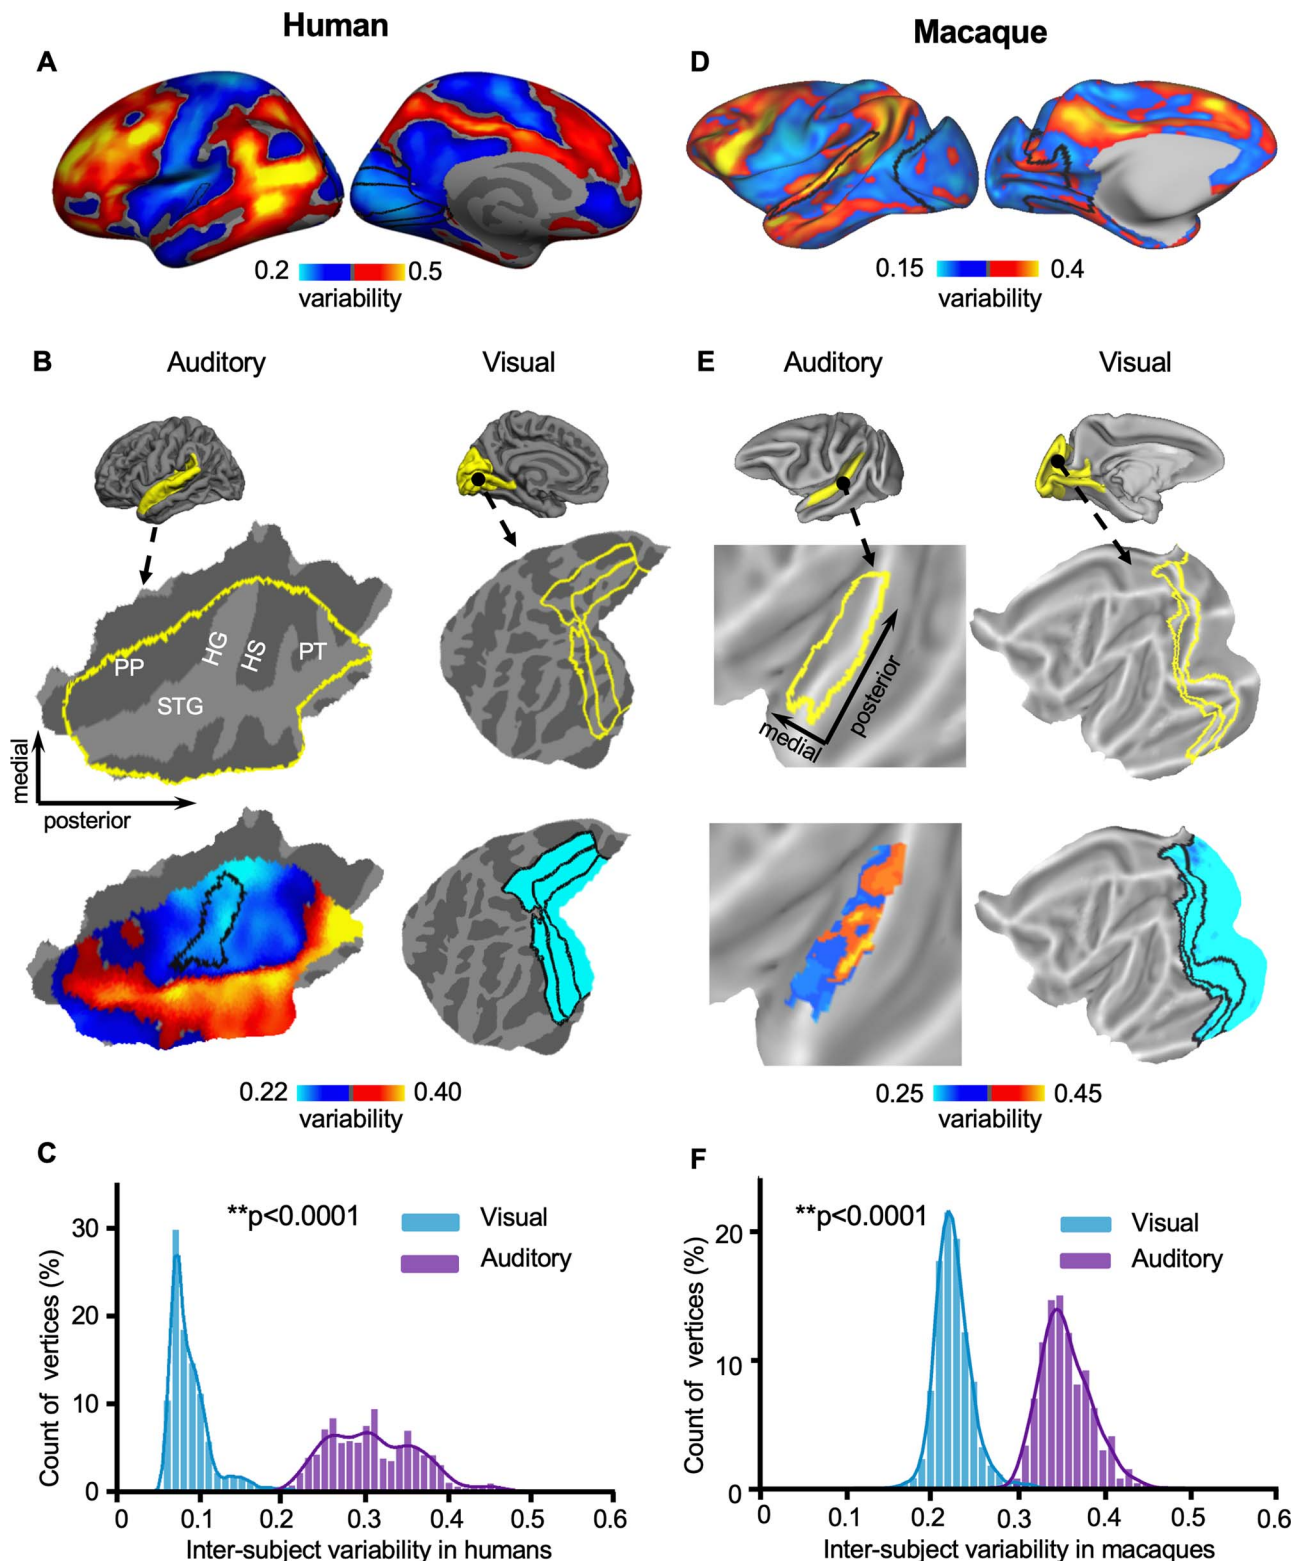 Human
Macaque
A
D
0.2
0.5
variability
0.15
0.4
variability
B
Auditory
Visual
E
Auditory
Visual
PP
HG
HS
PT
STG
medial
posterior
medial
posterior
0.22
0.40
variability
0.25
0.45
variability
C
**p<0.0001
Visual
Auditory
Count of vertices (%)
30
20
10
0
0
0.1
0.2
0.3
0.4
0.5
0.6
Inter-subject variability in humans
F
**p<0.0001
Visual
Auditory
Count of vertices (%)
20
10
0
0
0.1
0.2
0.3
0.4
0.5
0.6
Inter-subject variability in macaques